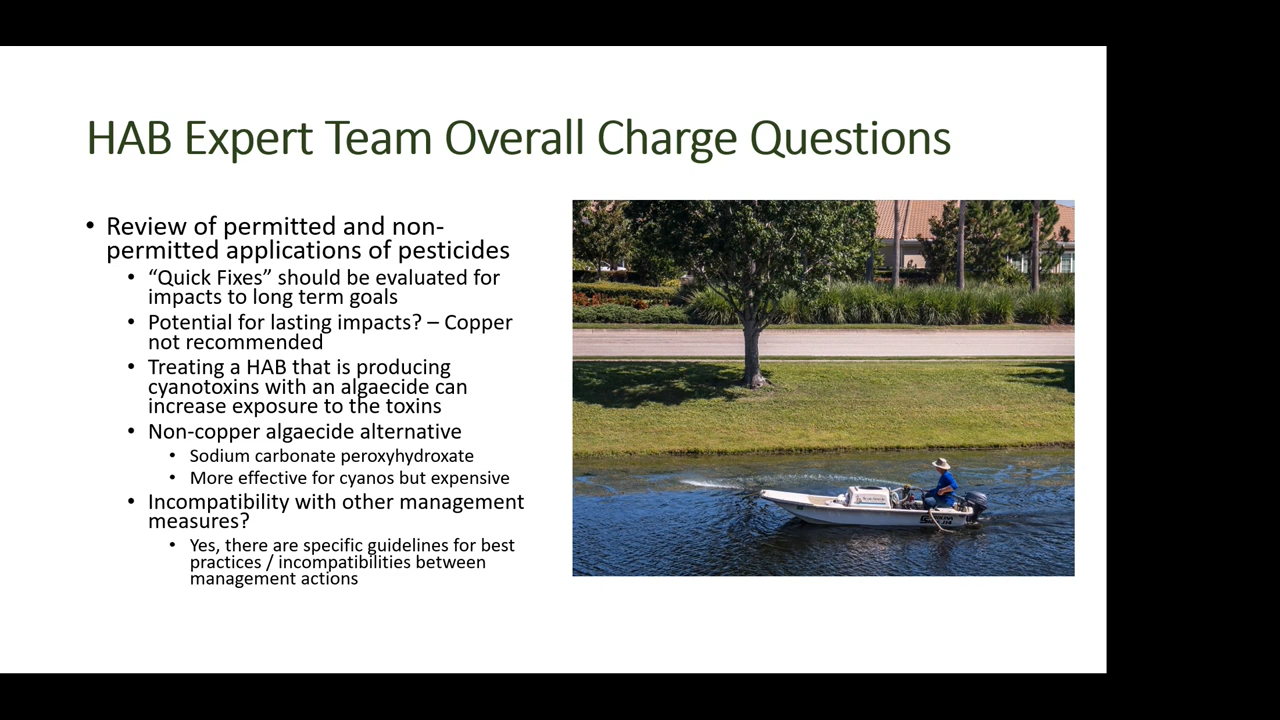 HAB Expert Team Overall Charge Questions
• Review of permitted and non-
permitted applications of pesticides
• “Quick Fixes” should be evaluated for
impacts to long term goals
• Potential for lasting impacts? – Copper
not recommended
• Treating a HAB that is producing
cyanotoxins with an algaecide can
increase exposure to the toxins
• Non-copper algaecide alternative
• Sodium carbonate peroxyhydroxate
• More effective for cyanos but expensive
• Incompatibility with other management
measures?
• Yes, there are specific guidelines for best
practices / incompatibilities between
management actions